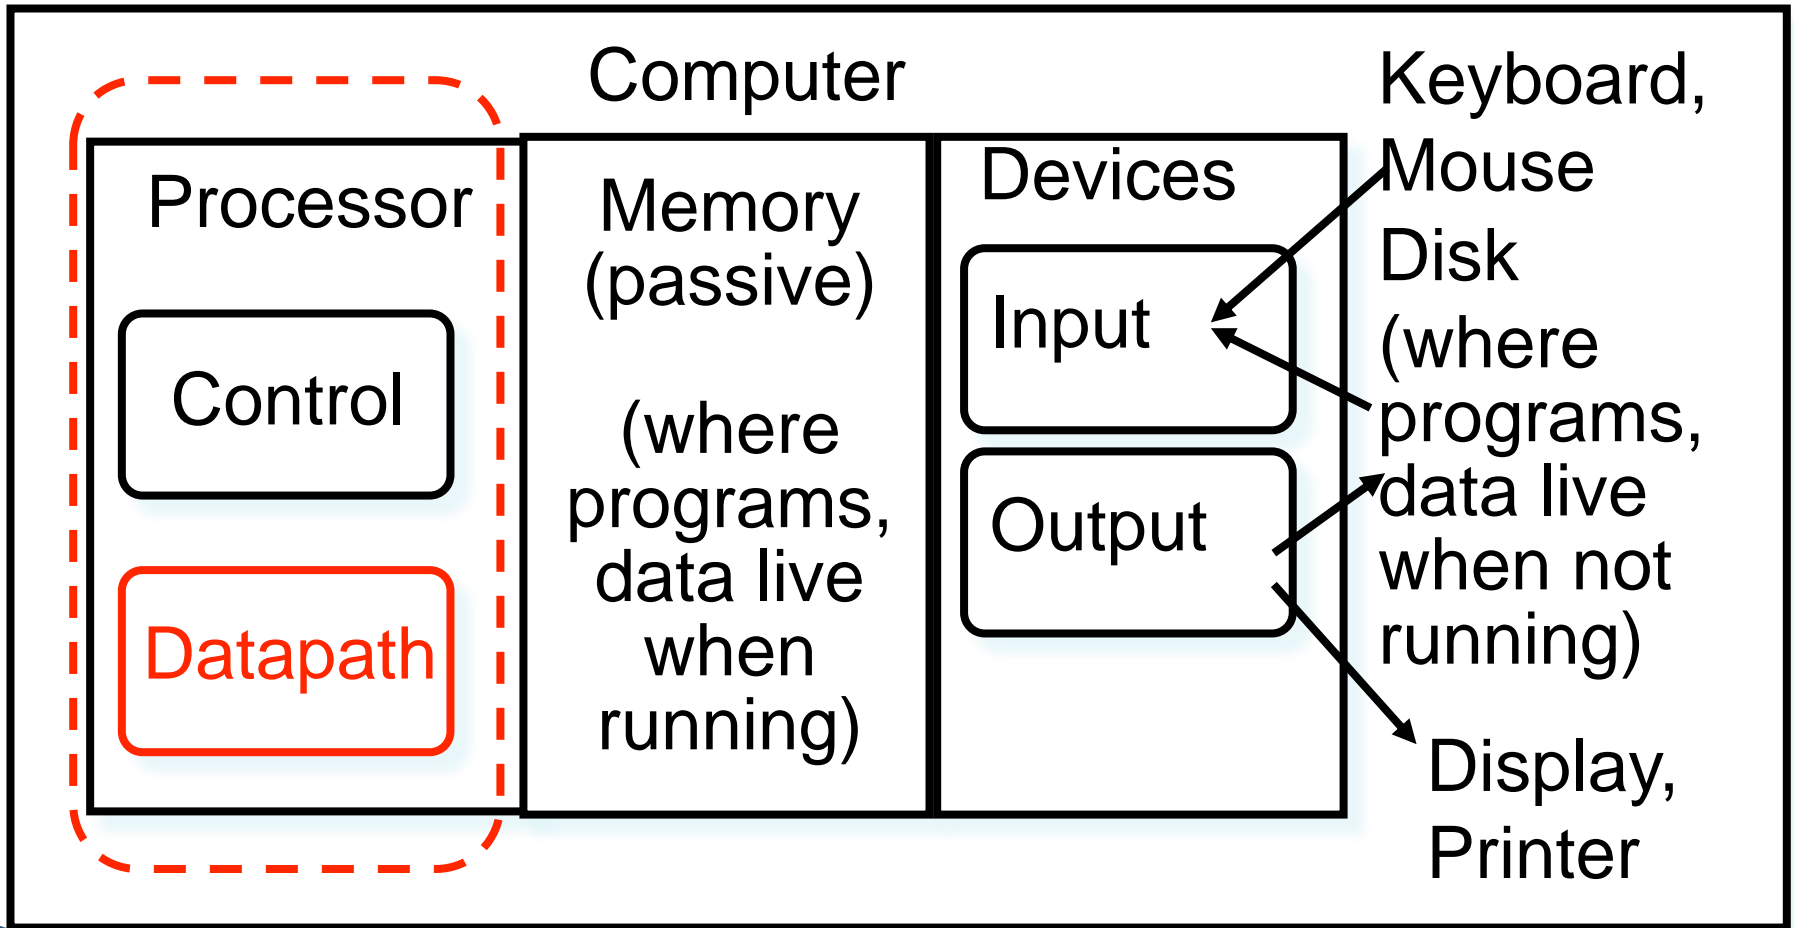 Computer
Processor
Control
Datapath
Memory
(passive)
(where
programs,
data live
when
running)
Devices
Input
Output
Keyboard,
Mouse
Disk
(where
programs,
data live
when not
running)
Display,
Printer